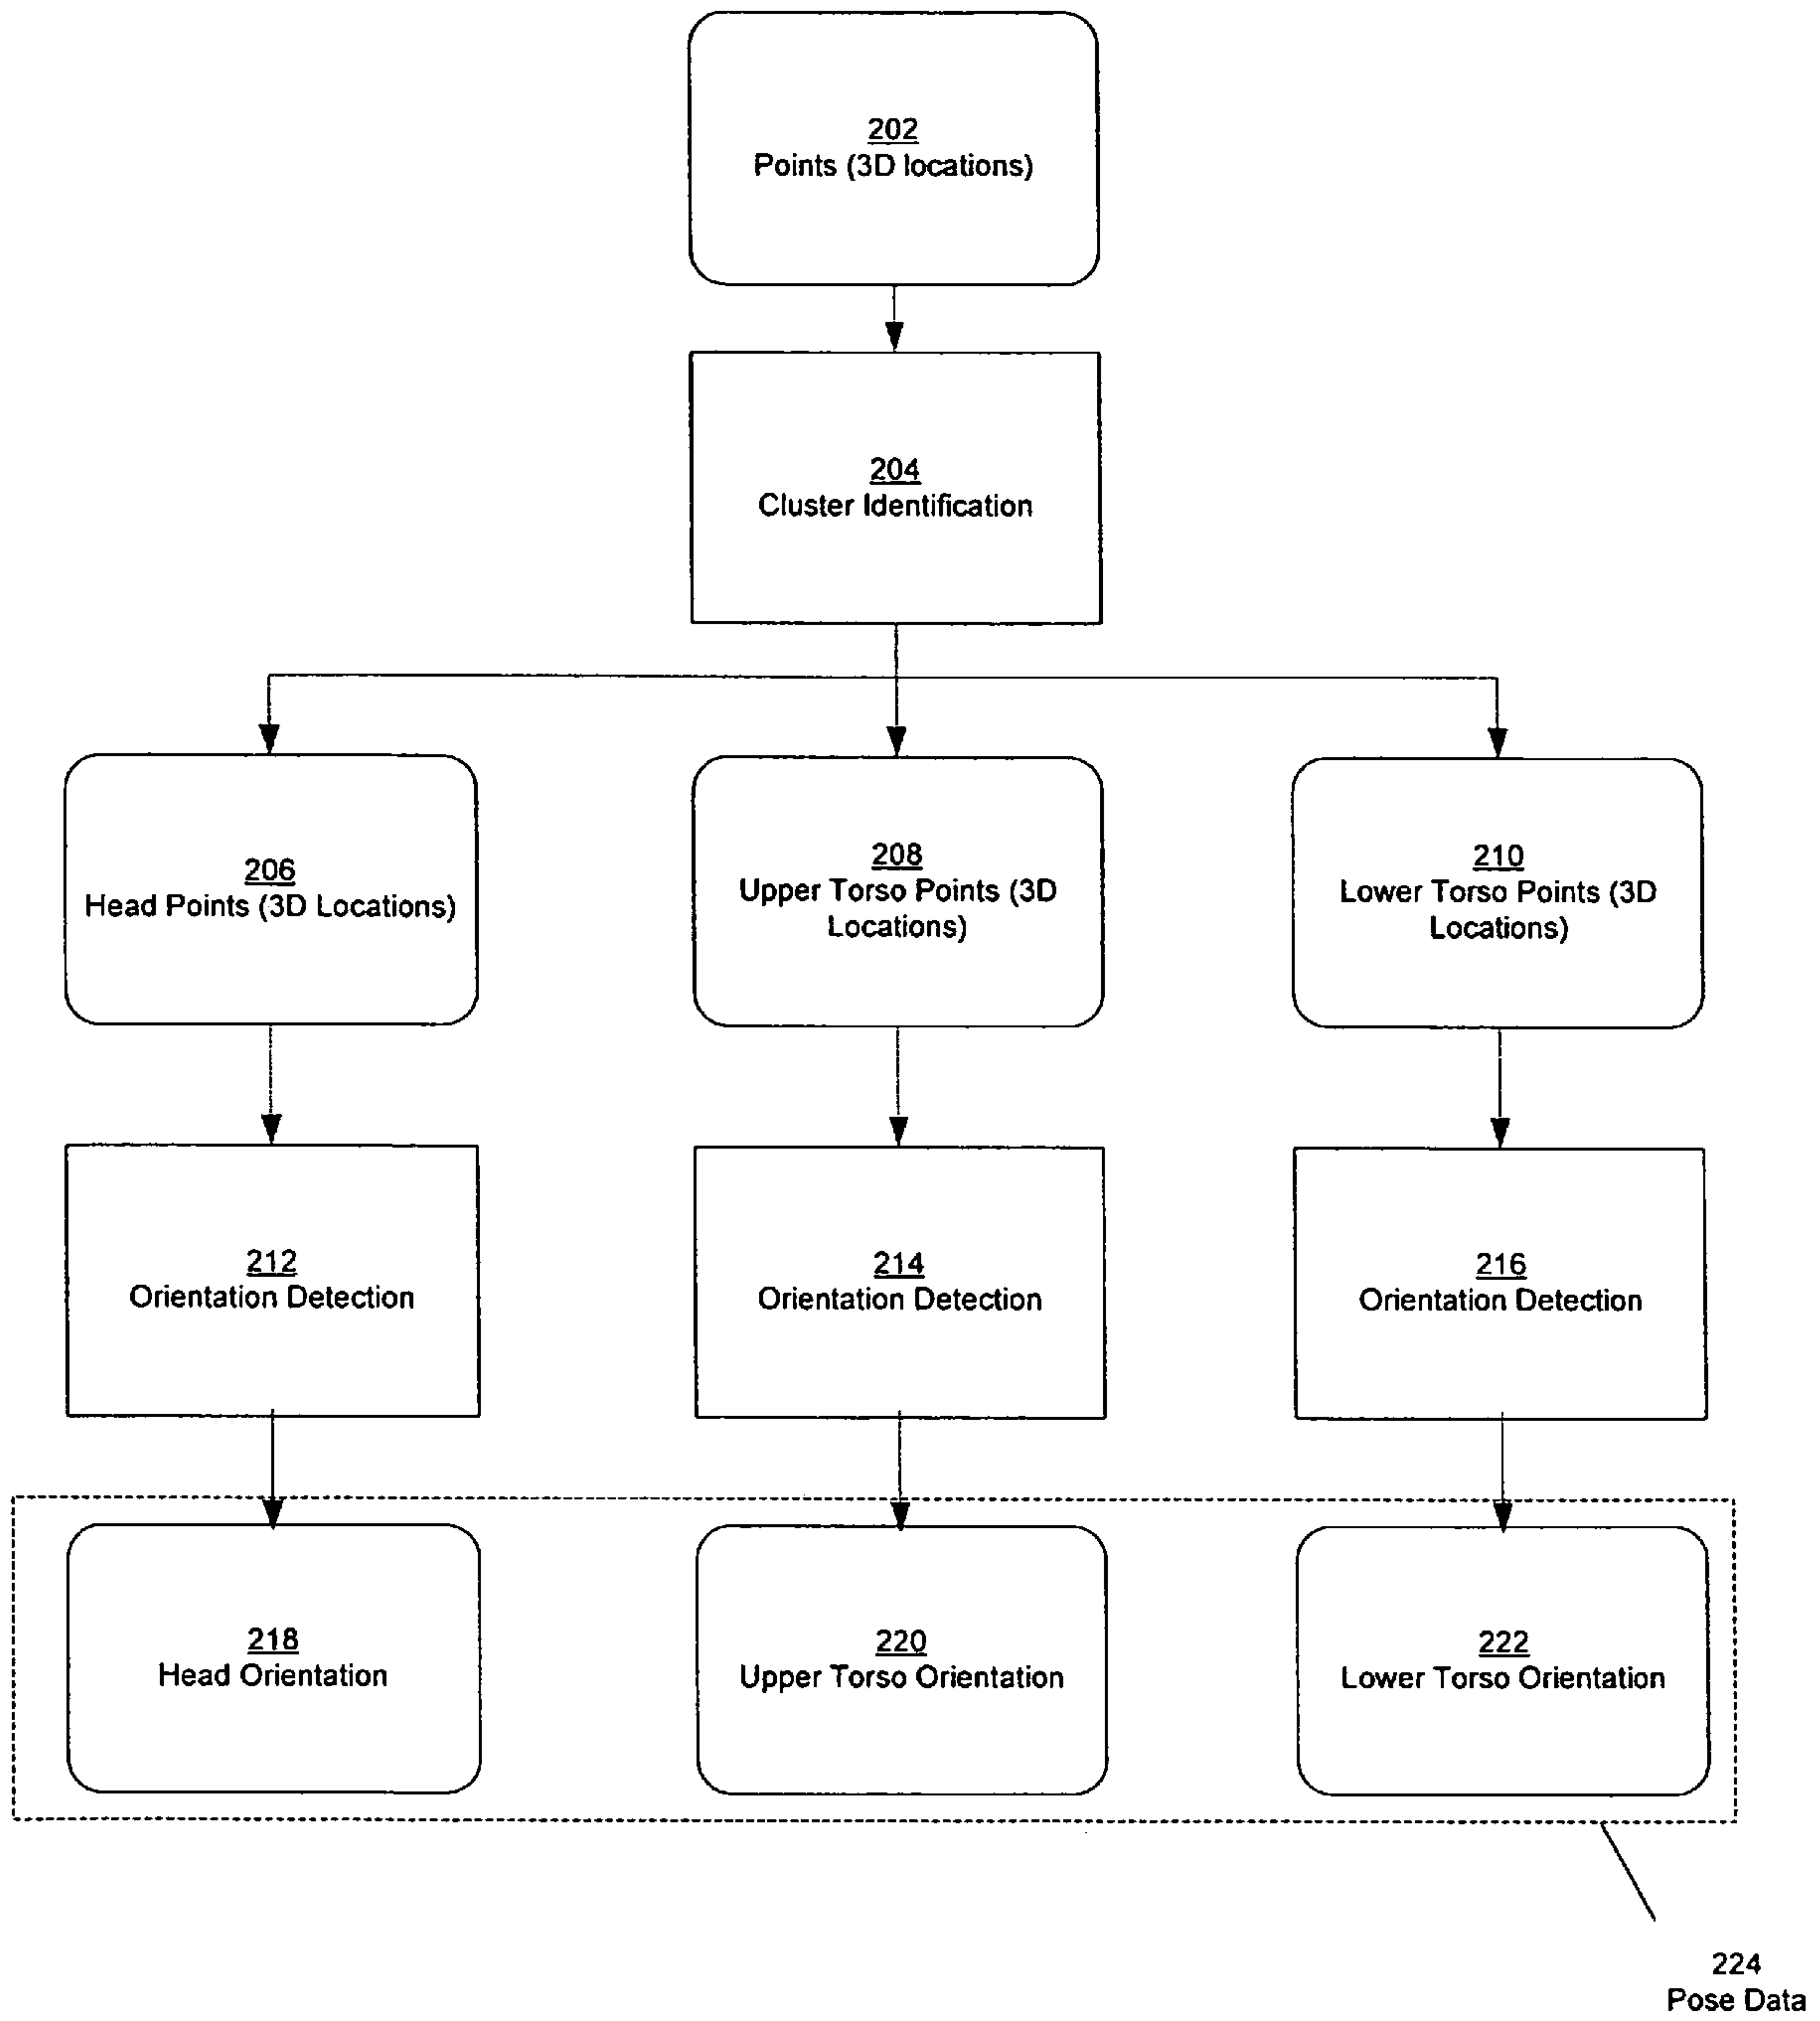 202
Points (3D locations)
204
Cluster Identification
206
Head Points (3D Locations)
208
Upper Torso Points (3D
Locations)
210
Lower Torso Points (3D
Locations)
212
Orientation Detection
214
Orientation Detection
216
Orientation Detection
218
Head Orientation
220
Upper Torso Orientation
222
Lower Torso Orientation
224
Pose Data